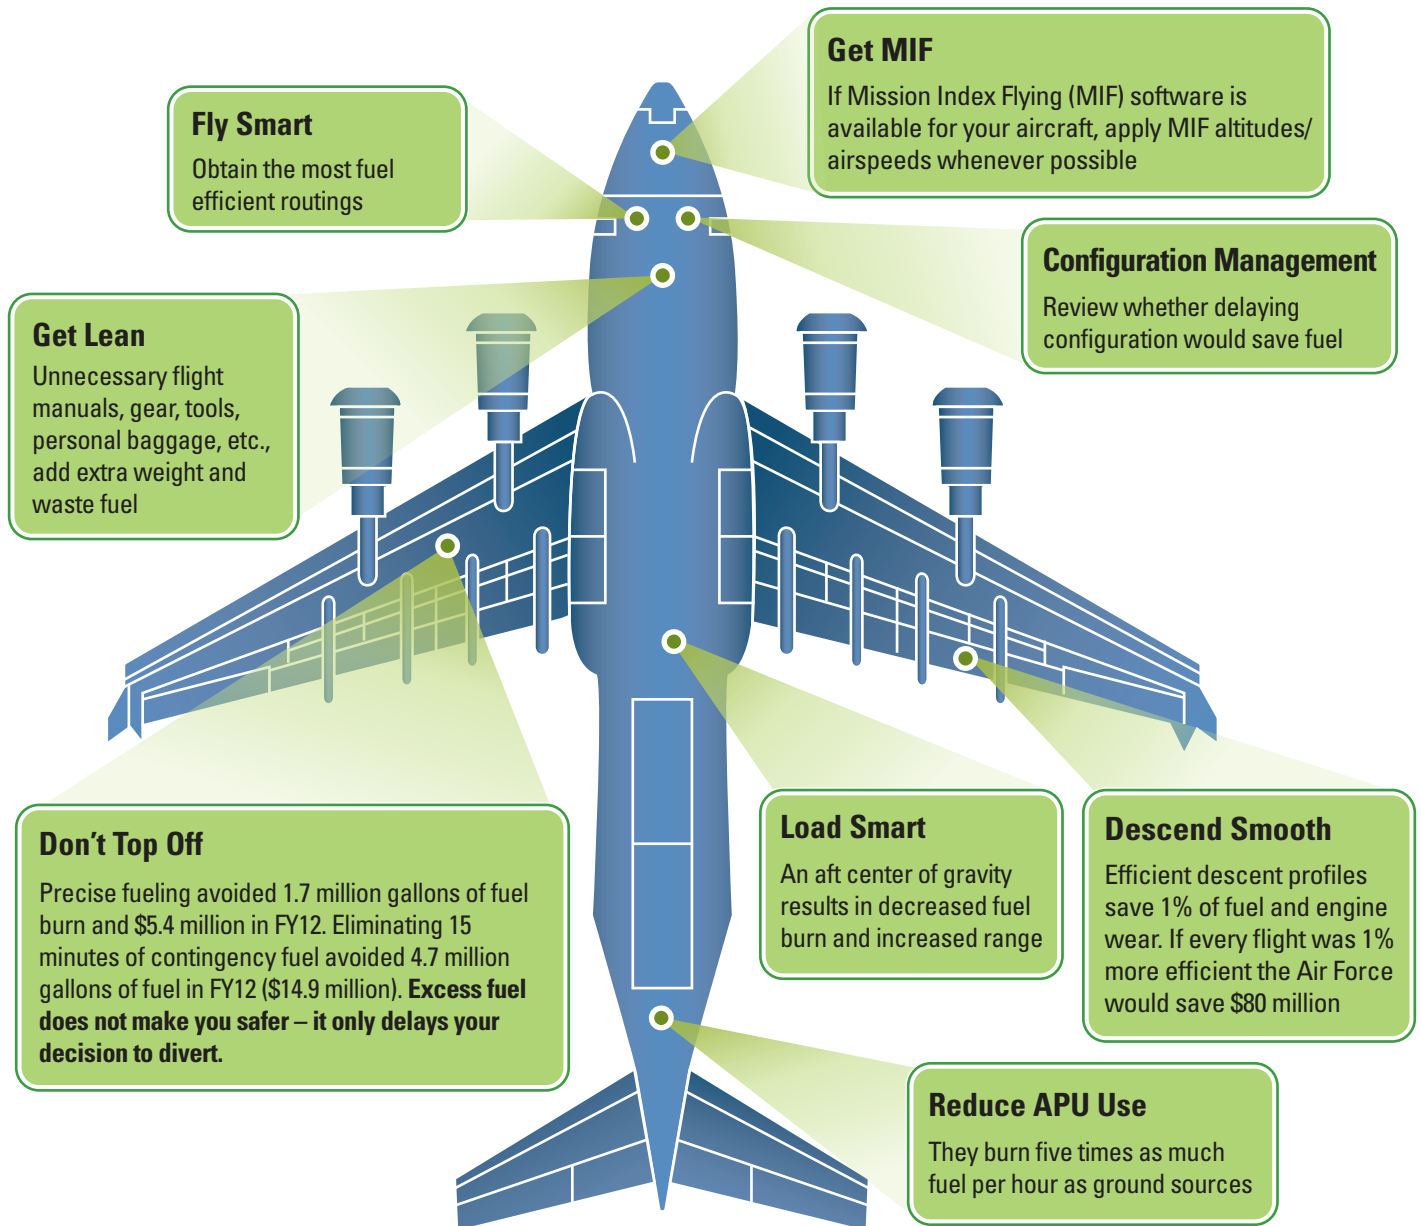 Get MIF
If Mission Index Flying (MIF) software is
available for your aircraft, apply MIF altitudes/
airspeeds whenever possible
Fly Smart
Obtain the most fuel
efficient routings
Configuration Management
Review whether delaying
configuration would save fuel
Get Lean
Unnecessary flight
manuals, gear, tools,
personal baggage, etc.,
add extra weight and
waste fuel
Don't Top Off
Precise fueling avoided 1.7 million gallons of fuel
burn and $5.4 million in FY12. Eliminating 15
minutes of contingency fuel avoided 4.7 million
gallons of fuel in FY12 ($14.9 million). Excess fuel
does not make you safer – it only delays your
decision to divert.
Load Smart
An aft center of gravity
results in decreased fuel
burn and increased range
Descend Smooth
Efficient descent profiles
save 1% of fuel and engine
wear. If every flight was 1%
more efficient the Air Force
would save $80 million
Reduce APU Use
They burn five times as much
fuel per hour as ground sources